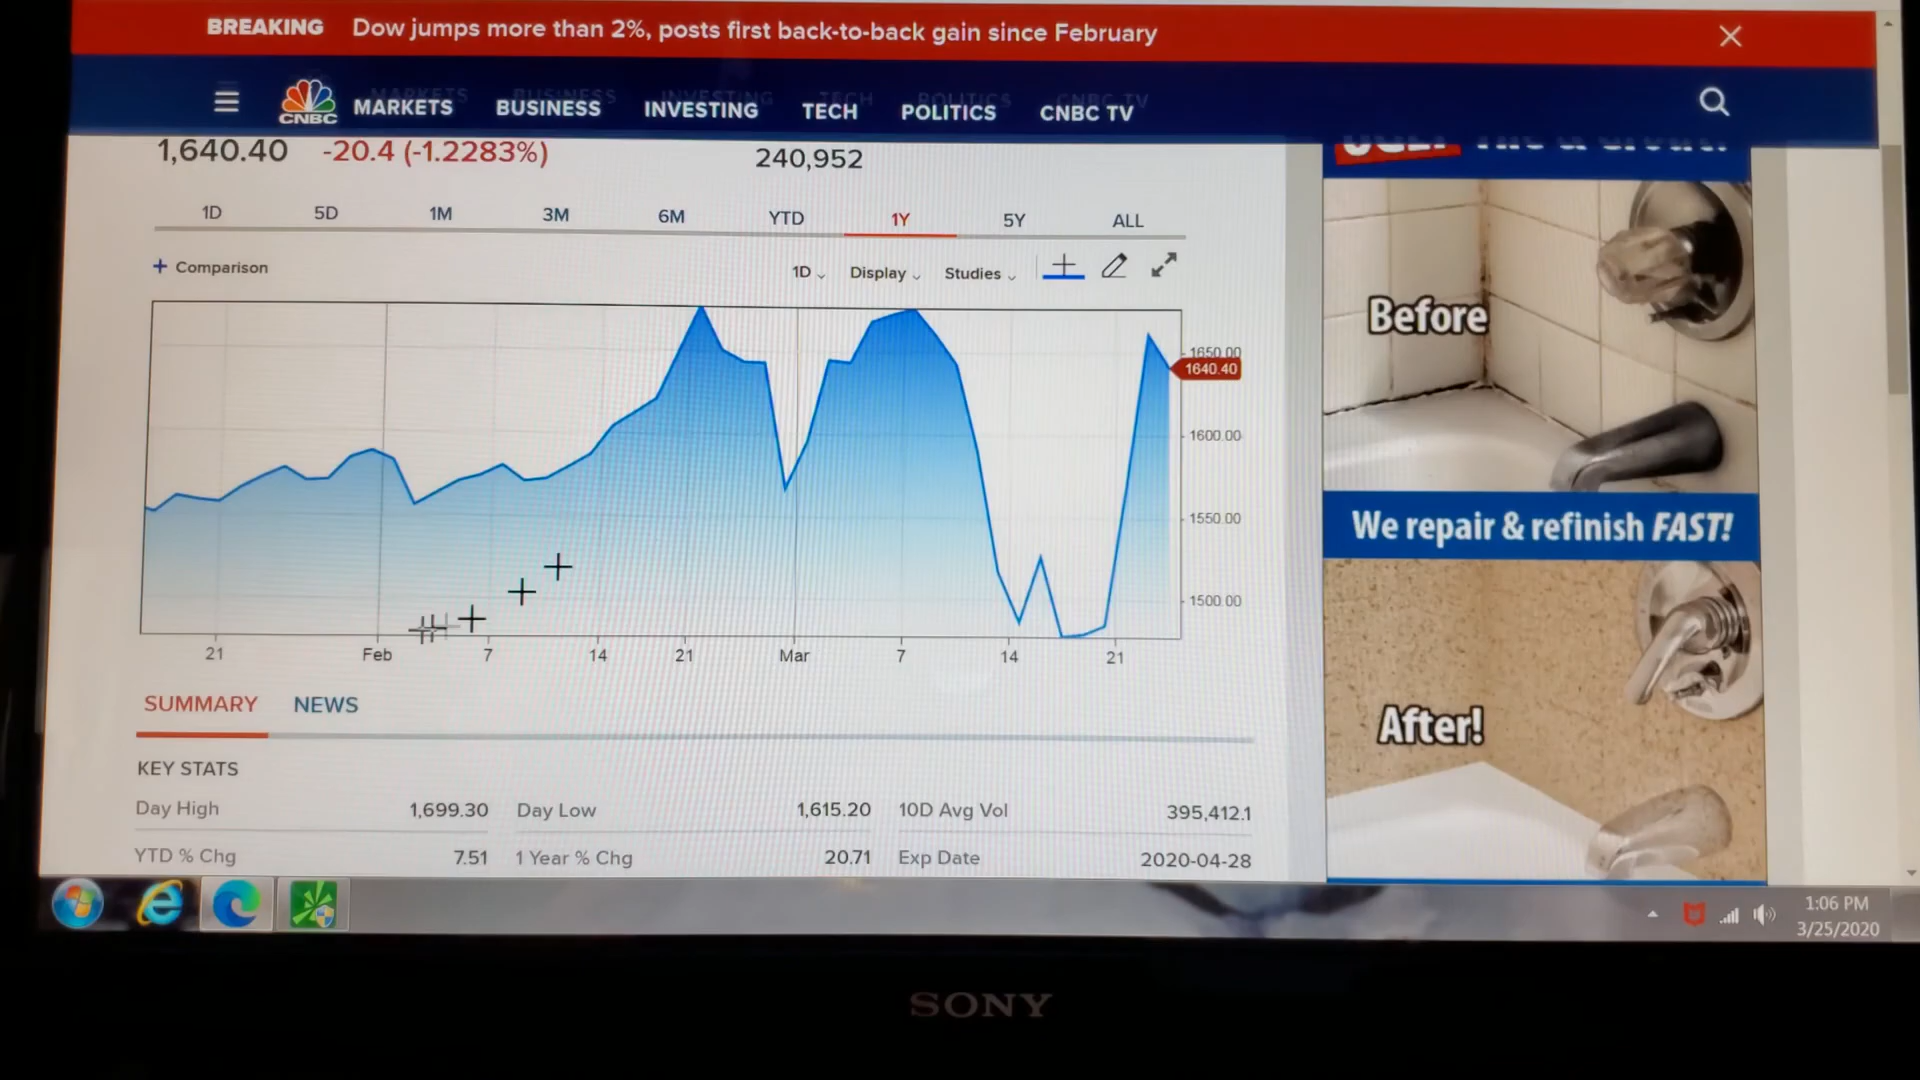 BREAKING Dow jumps more than 2%, posts first back-to-back gain since February
CNBC MARKETS BUSINESS INVESTING TECH POLITICS CNBC TV
1,640.40 -20.4 (-1.2283%) 240,952
1D 5D 1M 3M 6M YTD 1Y 5Y ALL
+ Comparison 1D Display Studies
1650.00
1640.40
1600.00
1550.00
1500.00
21 Feb 7 14 21 Mar 7 14 21
SUMMARY NEWS
KEY STATS
Day High 1,699.30 Day Low 1,615.20 10D Avg Vol 395,412.1
YTD % Chg 7.51 1 Year % Chg 20.71 Exp Date 2020-04-28
Before
We repair & refinish FAST!
After!
1:06 PM
3/25/2020
SONY